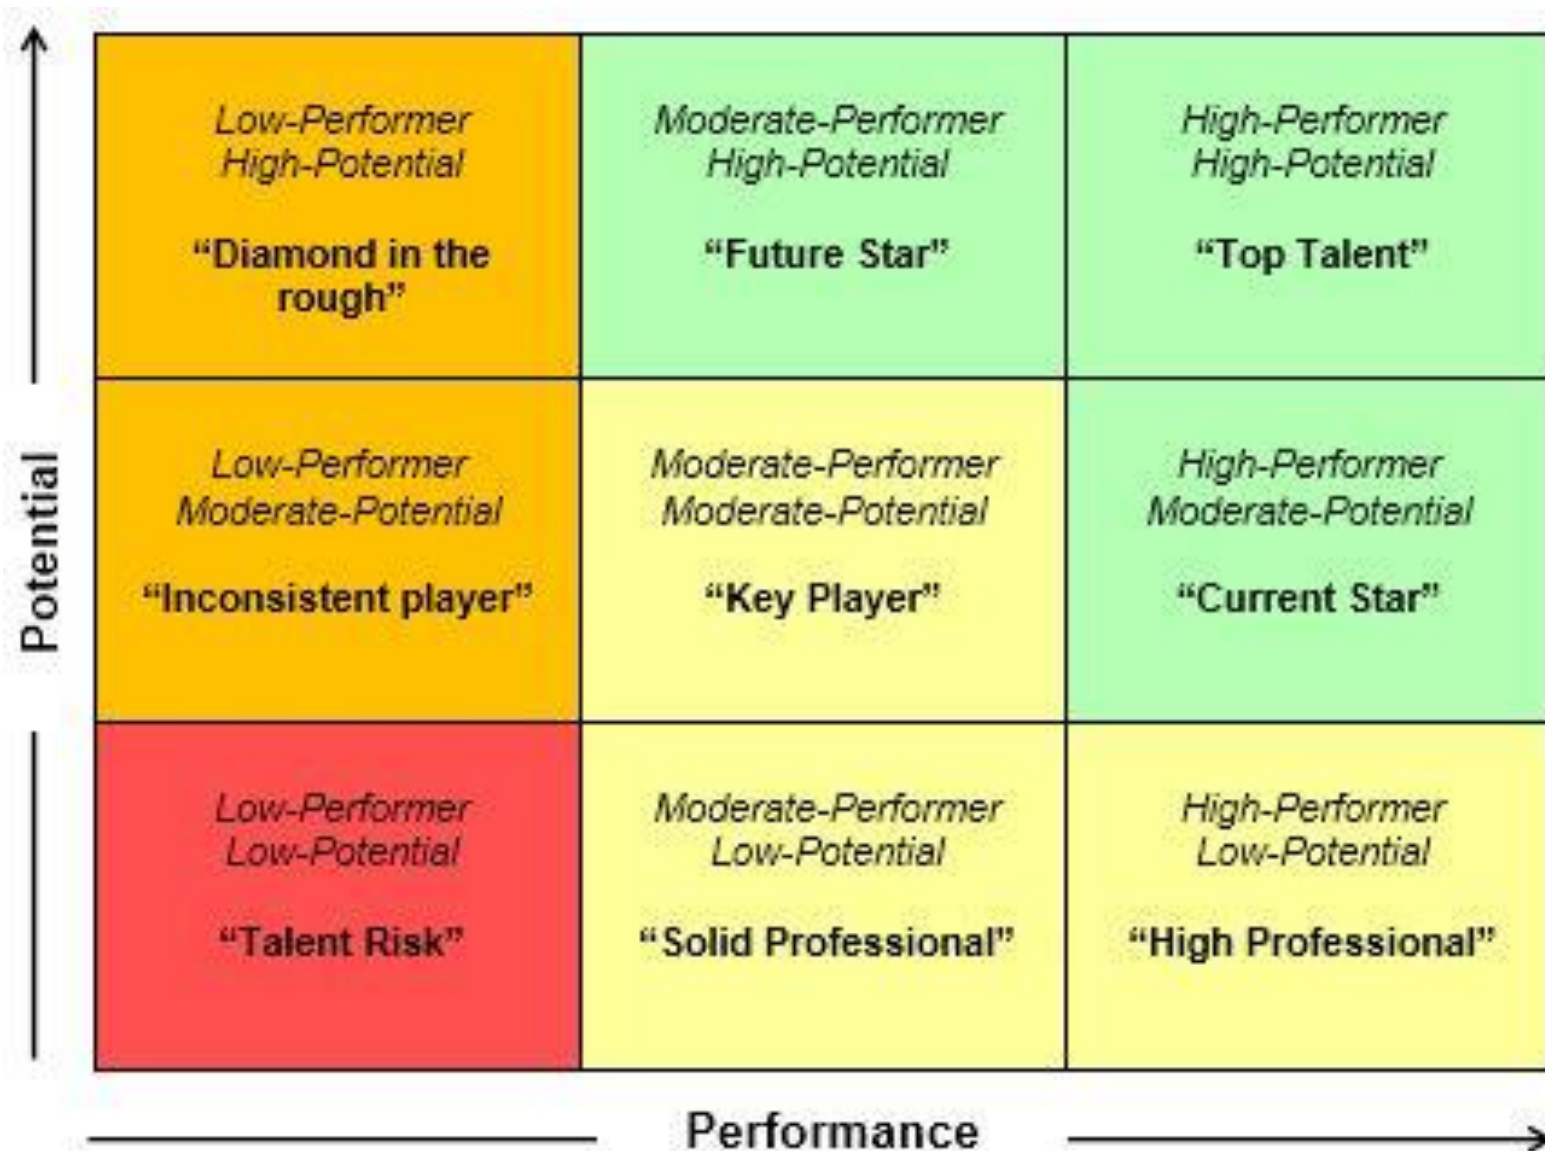 Low-Performer
High-Potential
“Diamond in the
rough”
Moderate-Performer
High-Potential
“Future Star”
High-Performer
High-Potential
“Top Talent”
Potential
Low-Performer
Moderate-Potential
“Inconsistent player”
Moderate-Performer
Moderate-Potential
“Key Player”
High-Performer
Moderate-Potential
“Current Star”
Low-Performer
Low-Potential
“Talent Risk”
Moderate-Performer
Low-Potential
“Solid Professional”
High-Performer
Low-Potential
“High Professional”
Performance